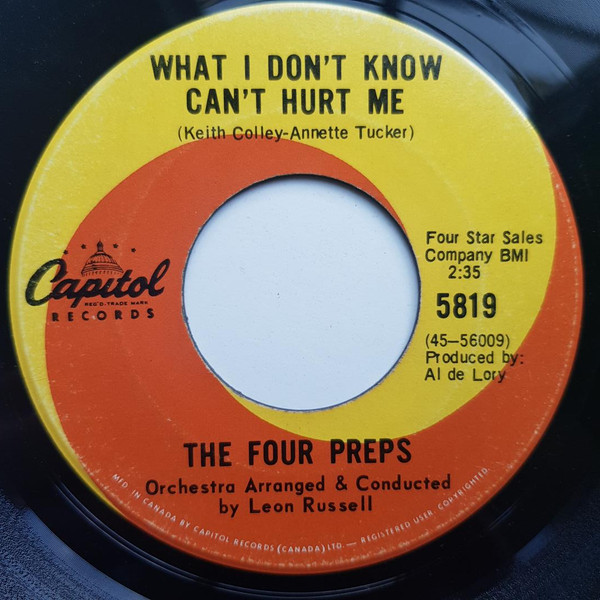 WHAT I DON'T KNOW
CAN'T HURT ME
(Keith Colley-Annette Tucker)
Four Star Sales
Company BMI
2:35
5819
(45—56009)
Produced by:
Al de Lory
Capitol
REG'D. TRADE MARK
RECORDS
THE FOUR PREPS
Orchestra Arranged & Conducted
by Leon Russell
MFD. IN CANADA BY CAPITOL RECORDS (CANADA) LTD. — REGISTERED USER. COPYRIGHTED.